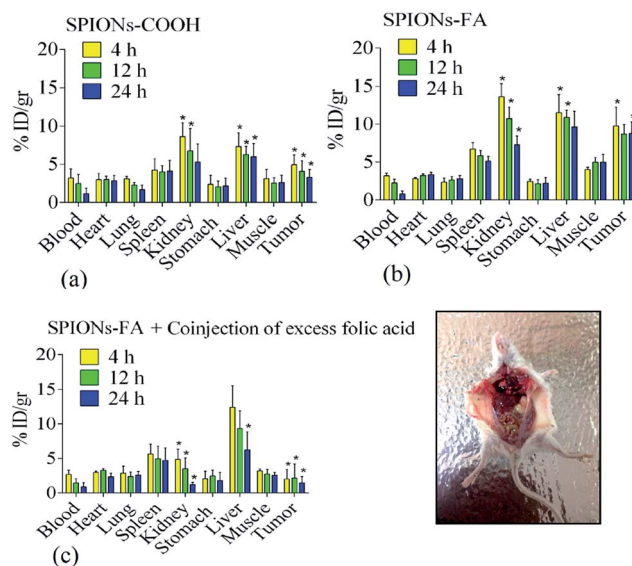 SPIONs-COOH
20
15
10
5
0
% ID/gr
4 h
12 h
24 h
* * * * * * * *
Blood
Heart
Lung
Spleen
Kidney
Stomach
Liver
Muscle
Tumor
(a)
SPIONs-FA
20
15
10
5
0
% ID/gr
4 h
12 h
24 h
* * * * * * *
Blood
Heart
Lung
Spleen
Kidney
Stomach
Liver
Muscle
Tumor
(b)
SPIONs-FA + Coinjection of excess folic acid
20
15
10
5
0
% ID/gr
4 h
12 h
24 h
* * * * * * *
Blood
Heart
Lung
Spleen
Kidney
Stomach
Liver
Muscle
Tumor
(c)